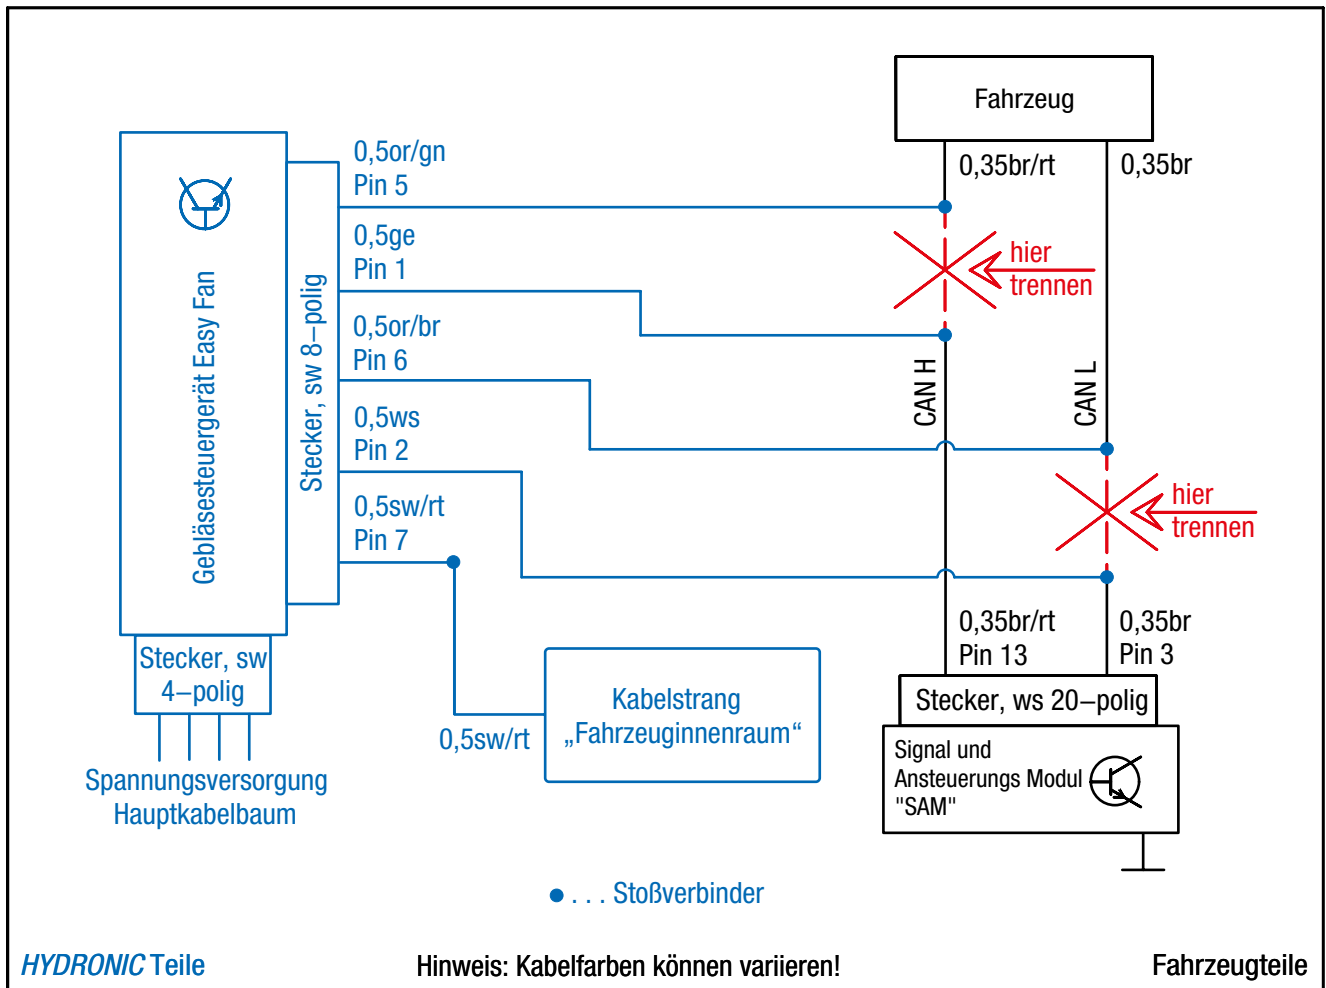 Fahrzeug
0,35br/rt
0,35br
0,5or/gn
Pin 5
0,5ge
Pin 1
0,5or/br
Pin 6
0,5ws
Pin 2
0,5sw/rt
Pin 7
Gebläsesteuergerät Easy Fan
Stecker, sw 8–polig
hier
trennen
CAN H
CAN L
hier
trennen
Stecker, sw
4–polig
Spannungsversorgung
Hauptkabelbaum
0,5sw/rt
Kabelstrang
„Fahrzeuginnenraum“
0,35br/rt
Pin 13
0,35br
Pin 3
Stecker, ws 20–polig
Signal und
Ansteuerungs Modul
"SAM"
. . . Stoßverbinder
HYDRONIC Teile
Hinweis: Kabelfarben können variieren!
Fahrzeugteile